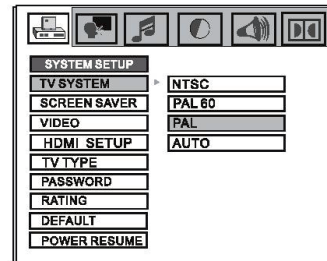 SYSTEM SETUP
TV SYSTEM
NTSC
SCREEN SAVER
PAL 60
VIDEO
PAL
HDMI SETUP
AUTO
TV TYPE
PASSWORD
RATING
DEFAULT
POWER RESUME